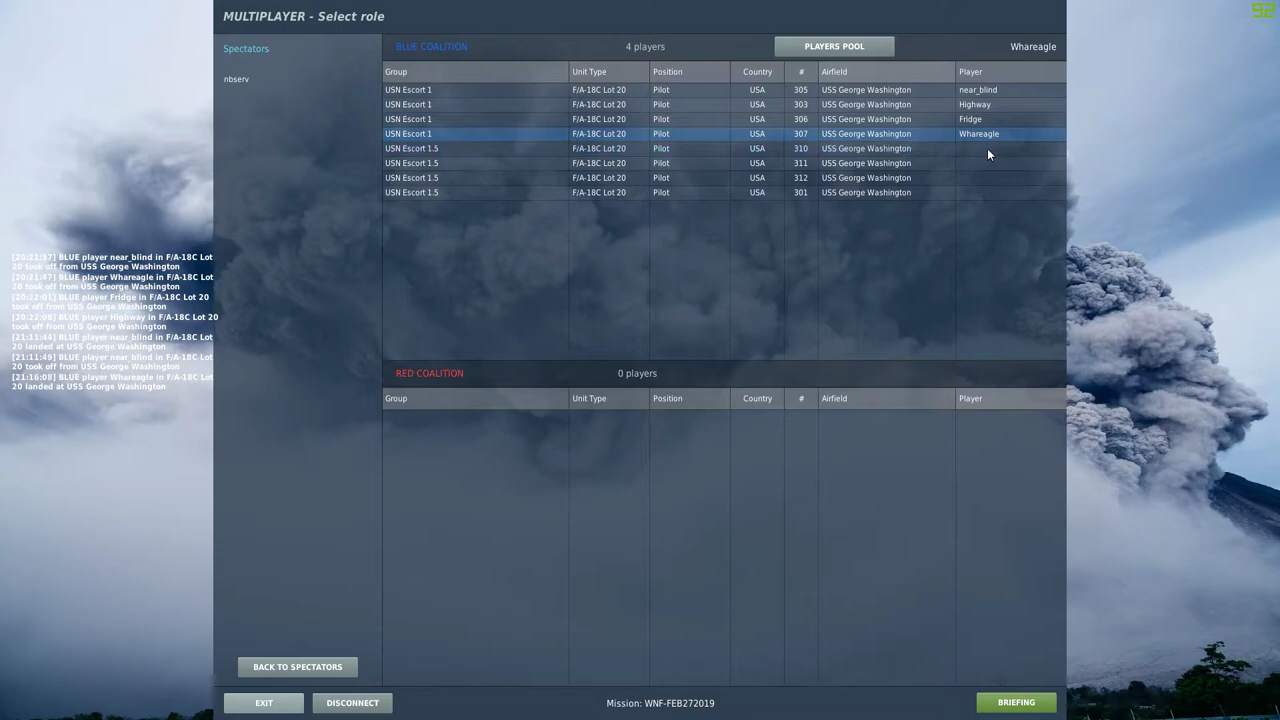 92
MULTIPLAYER - Select role
Spectators
nbserv
BLUE COALITION 4 players PLAYERS POOL Whareagle
Group Unit Type Position Country # Airfield Player
USN Escort 1 F/A-18C Lot 20 Pilot USA 305 USS George Washington near_blind
USN Escort 1 F/A-18C Lot 20 Pilot USA 303 USS George Washington Highway
USN Escort 1 F/A-18C Lot 20 Pilot USA 306 USS George Washington Fridge
USN Escort 1 F/A-18C Lot 20 Pilot USA 307 USS George Washington Whareagle
USN Escort 1.5 F/A-18C Lot 20 Pilot USA 310 USS George Washington
USN Escort 1.5 F/A-18C Lot 20 Pilot USA 311 USS George Washington
USN Escort 1.5 F/A-18C Lot 20 Pilot USA 312 USS George Washington
USN Escort 1.5 F/A-18C Lot 20 Pilot USA 301 USS George Washington
[20:21:37] BLUE player near_blind in F/A-18C Lot
20 took off from USS George Washington
[20:21:47] BLUE player Whareagle in F/A-18C Lot
20 took off from USS George Washington
[20:22:01] BLUE player Fridge in F/A-18C Lot 20
took off from USS George Washington
[20:22:08] BLUE player Highway in F/A-18C Lot 20
took off from USS George Washington
[21:11:44] BLUE player near_blind in F/A-18C Lot
20 landed at USS George Washington
[21:11:49] BLUE player near_blind in F/A-18C Lot
20 took off from USS George Washington
[21:16:08] BLUE player Whareagle in F/A-18C Lot
20 landed at USS George Washington
RED COALITION 0 players
Group Unit Type Position Country # Airfield Player
BACK TO SPECTATORS
EXIT DISCONNECT Mission: WNF-FEB272019 BRIEFING